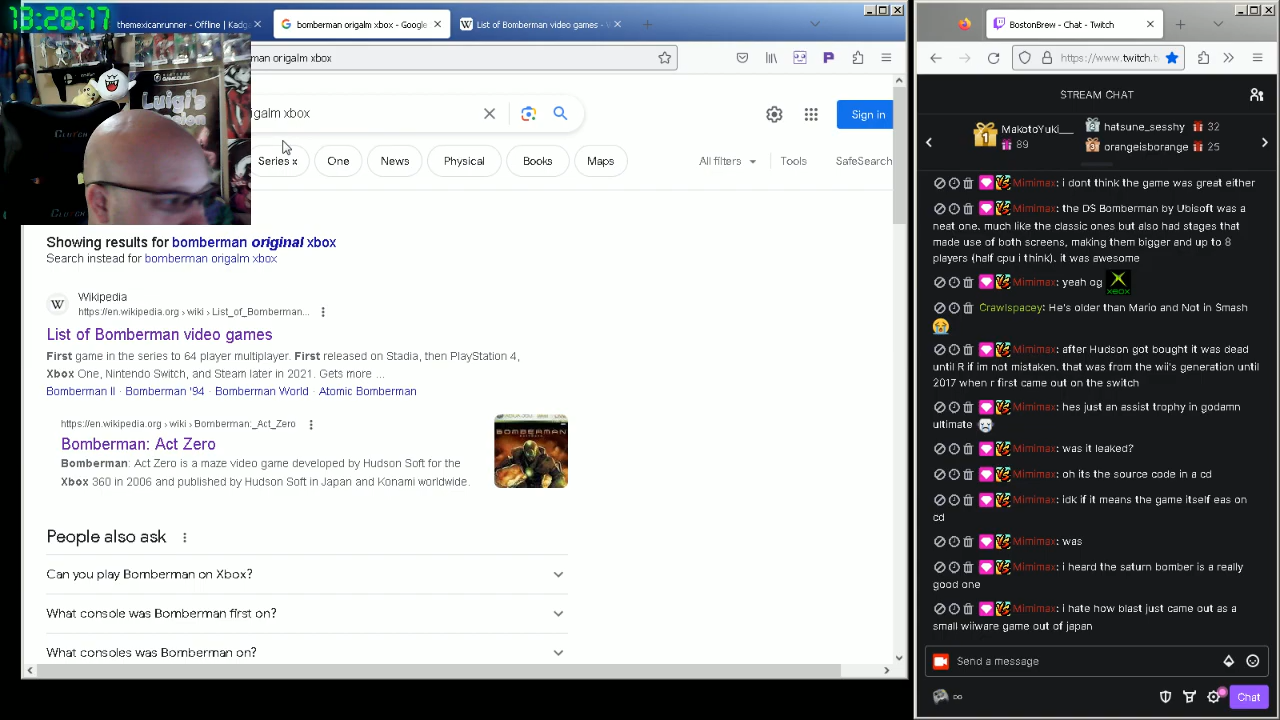 13:28:17
themexicanrunner - Offline | Kadg
bomberman origalm xbox - Google
List of Bomberman video games -
man origalm xbox
igalm xbox
Sign in
Series x
One
News
Physical
Books
Maps
All filters
Tools
SafeSearch
Luigi's
Showing results for bomberman original xbox
Search instead for bomberman origalm xbox
Wikipedia
https://en.wikipedia.org › wiki › List_of_Bomberman...
List of Bomberman video games
First game in the series to 64 player multiplayer. First released on Stadia, then PlayStation 4,
Xbox One, Nintendo Switch, and Steam later in 2021. Gets more ...
Bomberman II · Bomberman '94 · Bomberman World · Atomic Bomberman
https://en.wikipedia.org › wiki › Bomberman:_Act_Zero
Bomberman: Act Zero
Bomberman: Act Zero is a maze video game developed by Hudson Soft for the
Xbox 360 in 2006 and published by Hudson Soft in Japan and Konami worldwide.
BOMBERMAN
People also ask
Can you play Bomberman on Xbox?
What console was Bomberman first on?
What consoles was Bomberman on?
BostonBrew - Chat - Twitch
https://www.twitch.t
STREAM CHAT
1 MakotoYuki___
89
2 hatsune_sesshy 32
3 orangeisborange 25
Mimimax: i dont think the game was great either
Mimimax: the DS Bomberman by Ubisoft was a
neat one. much like the classic ones but also had stages that
made use of both screens, making them bigger and up to 8
players (half cpu i think). it was awesome
Mimimax: yeah og XBOX
Crawlspacey: He's older than Mario and Not in Smash
Mimimax: after Hudson got bought it was dead
until R if im not mistaken. that was from the wii's generation until
2017 when r first came out on the switch
Mimimax: hes just an assist trophy in godamn
ultimate
Mimimax: was it leaked?
Mimimax: oh its the source code in a cd
Mimimax: idk if it means the game itself eas on
cd
Mimimax: was
Mimimax: i heard the saturn bomber is a really
good one
Mimimax: i hate how blast just came out as a
small wiiware game out of japan
Send a message
∞
Chat